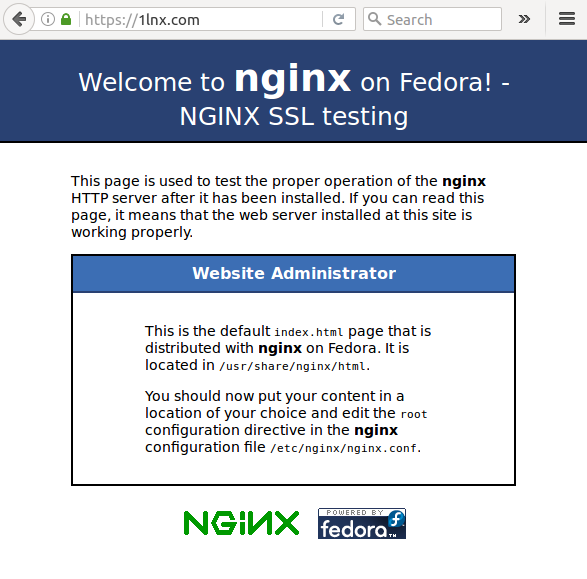 https://1lnx.com
Search
Welcome to nginx on Fedora! -
NGINX SSL testing
This page is used to test the proper operation of the nginx
HTTP server after it has been installed. If you can read this
page, it means that the web server installed at this site is
working properly.
Website Administrator
This is the default index.html page that is
distributed with nginx on Fedora. It is
located in /usr/share/nginx/html.
You should now put your content in a
location of your choice and edit the root
configuration directive in the nginx
configuration file /etc/nginx/nginx.conf.
NGINX
POWERED BY
fedora™